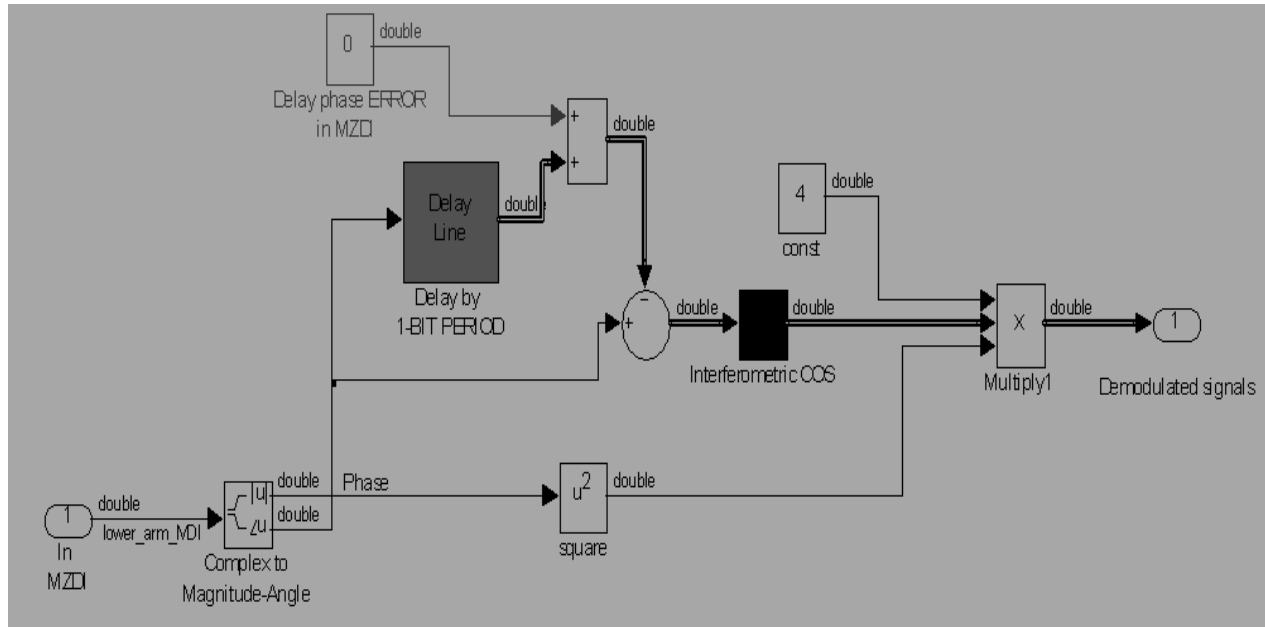 0
double
Delay phase ERROR
in MZDI
+
+
double
Delay
Line
double
Delay by
1-BIT PERIOD
4
double
const
−
+
double
double
Interferometric COS
X
double
Multiply1
1
Demodulated signals
1
double
lower_arm_MDI
In
MZDI
|u|
∠u
double
Phase
double
Complex to
Magnitude-Angle
u²
double
square